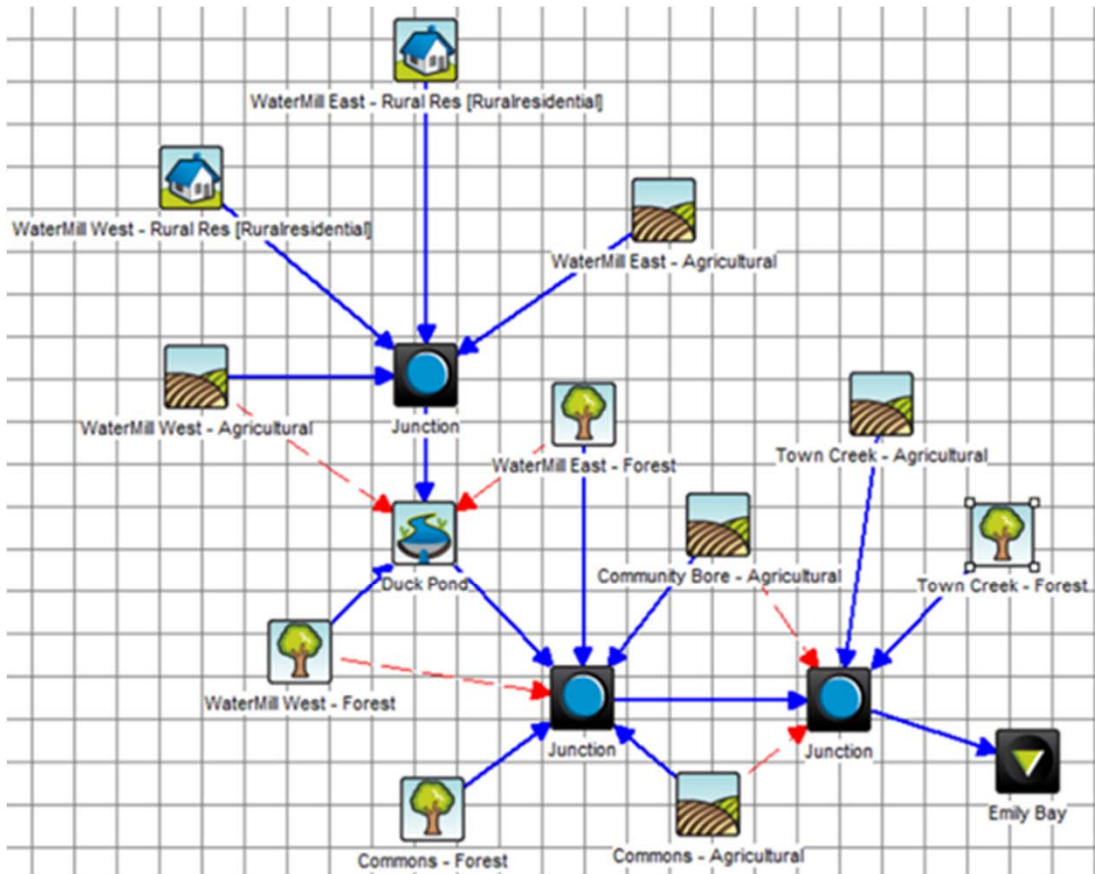 WaterMill East - Rural Res [Ruralresidential]
WaterMill West - Rural Res [Ruralresidential]
WaterMill East - Agricultural
WaterMill West - Agricultural
Junction
WaterMill East - Forest
Town Creek - Agricultural
Duck Pond
Community Bore - Agricultural
Town Creek - Forest
WaterMill West - Forest
Junction
Junction
Emily Bay
Commons - Forest
Commons - Agricultural